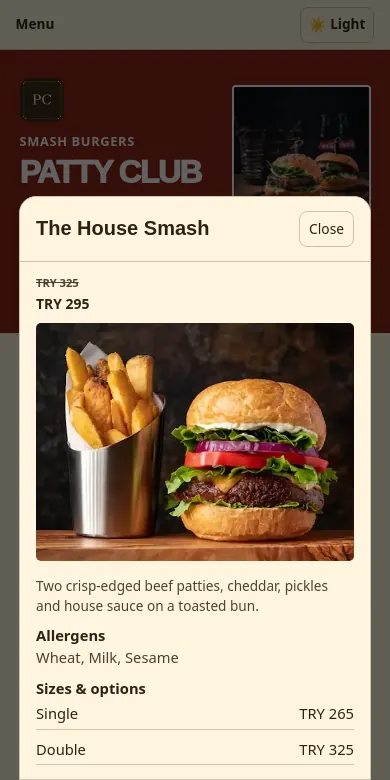 Menu
☀️ Light
PC
SMASH BURGERS
PATTY CLUB
The House Smash
Close
TRY 325
TRY 295
Two crisp-edged beef patties, cheddar, pickles
and house sauce on a toasted bun.
Allergens
Wheat, Milk, Sesame
Sizes & options
Single TRY 265
Double TRY 325